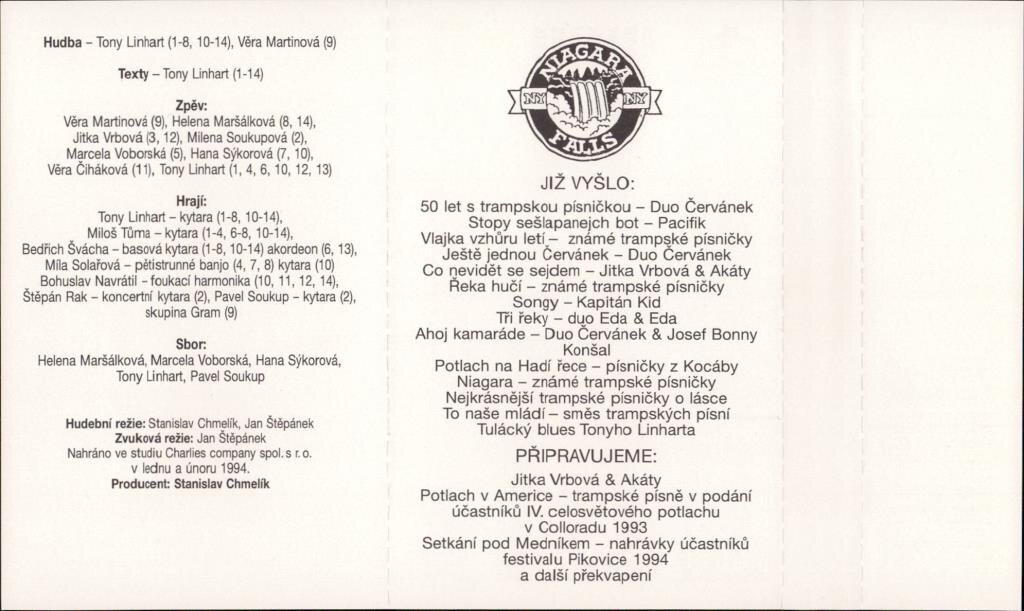 Hudba – Tony Linhart (1-8, 10-14), Věra Martinová (9)
Texty – Tony Linhart (1-14)
Zpěv:
Věra Martinová (9), Helena Maršálková (8, 14),
Jitka Vrbová (3, 12), Milena Soukupová (2),
Marcela Voborská (5), Hana Sýkorová (7, 10),
Věra Čiháková (11), Tony Linhart (1, 4, 6, 10, 12, 13)
Hrají:
Tony Linhart – kytara (1-8, 10-14),
Miloš Tůma – kytara (1-4, 6-8, 10-14),
Bedřich Švácha – basová kytara (1-8, 10-14) akordeon (6, 13),
Míla Solařová – pětistrunné banjo (4, 7, 8) kytara (10)
Bohuslav Navrátil – foukací harmonika (10, 11, 12, 14),
Štěpán Rak – koncertní kytara (2), Pavel Soukup – kytara (2),
skupina Gram (9)
Sbor:
Helena Maršálková, Marcela Voborská, Hana Sýkorová,
Tony Linhart, Pavel Soukup
Hudební režie: Stanislav Chmelík, Jan Štěpánek
Zvuková režie: Jan Štěpánek
Nahráno ve studiu Charlies company spol. s r. o.
v lednu a únoru 1994.
Producent: Stanislav Chmelík
NIAGARA
NY NY
FALLS
JIŽ VYŠLO:
50 let s trampskou písničkou – Duo Červánek
Stopy sešlapanejch bot – Pacifik
Vlajka vzhůru letí – známé trampské písničky
Ještě jednou Červánek – Duo Červánek
Co nevidět se sejdem – Jitka Vrbová & Akáty
Řeka hučí – známé trampské písničky
Songy – Kapitán Kid
Tři řeky – duo Eda & Eda
Ahoj kamaráde – Duo Červánek & Josef Bonny
Konšal
Potlach na Hadí řece – písničky z Kocáby
Niagara – známé trampské písničky
Nejkrásnější trampské písničky o lásce
To naše mládí – směs trampských písní
Tulácký blues Tonyho Linharta
PŘIPRAVUJEME:
Jitka Vrbová & Akáty
Potlach v Americe – trampské písně v podání
účastníků IV. celosvětového potlachu
v Colloradu 1993
Setkání pod Medníkem – nahrávky účastníků
festivalu Pikovice 1994
a další překvapení